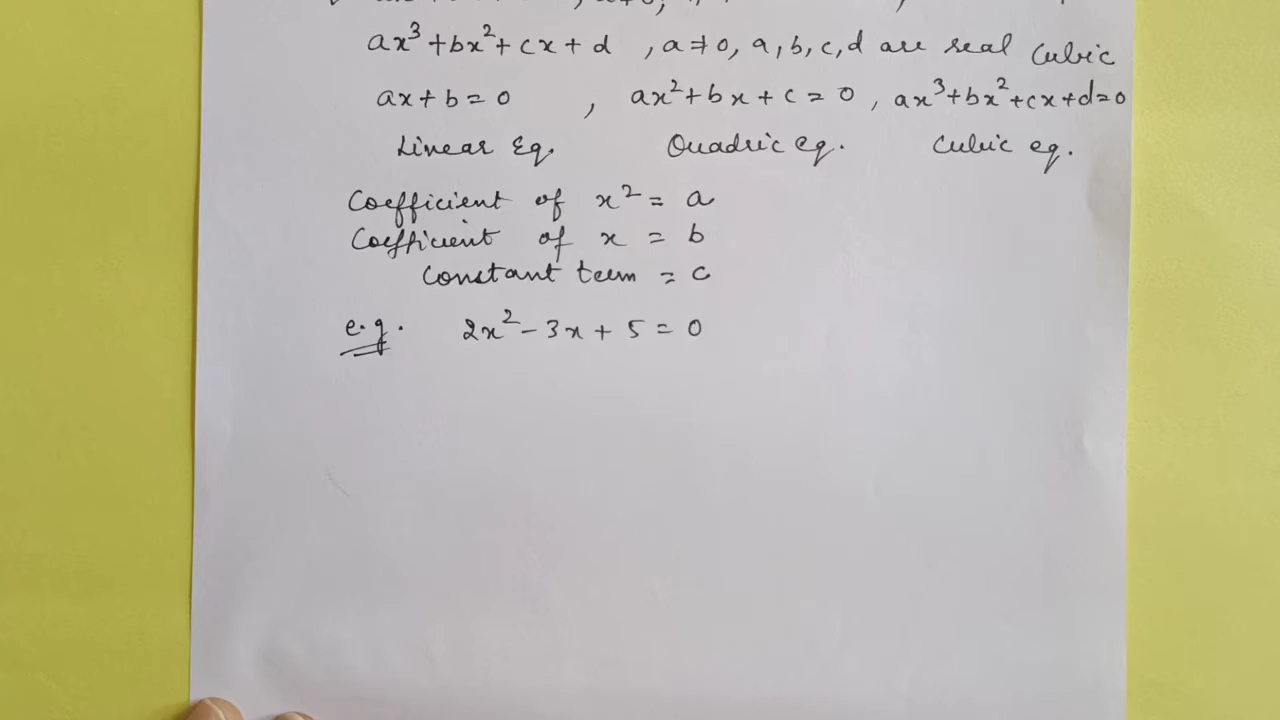 ax³+bx²+cx+d , a≠0, a, b, c, d are real cubic
ax+b=0 , ax²+bx+c=0, ax³+bx²+cx+d=0
Linear Eq. Quadric eq. Cubic eq.
Coefficient of x² = a
Coefficient of x = b
Constant term = c
e.g. 2x²-3x+5=0